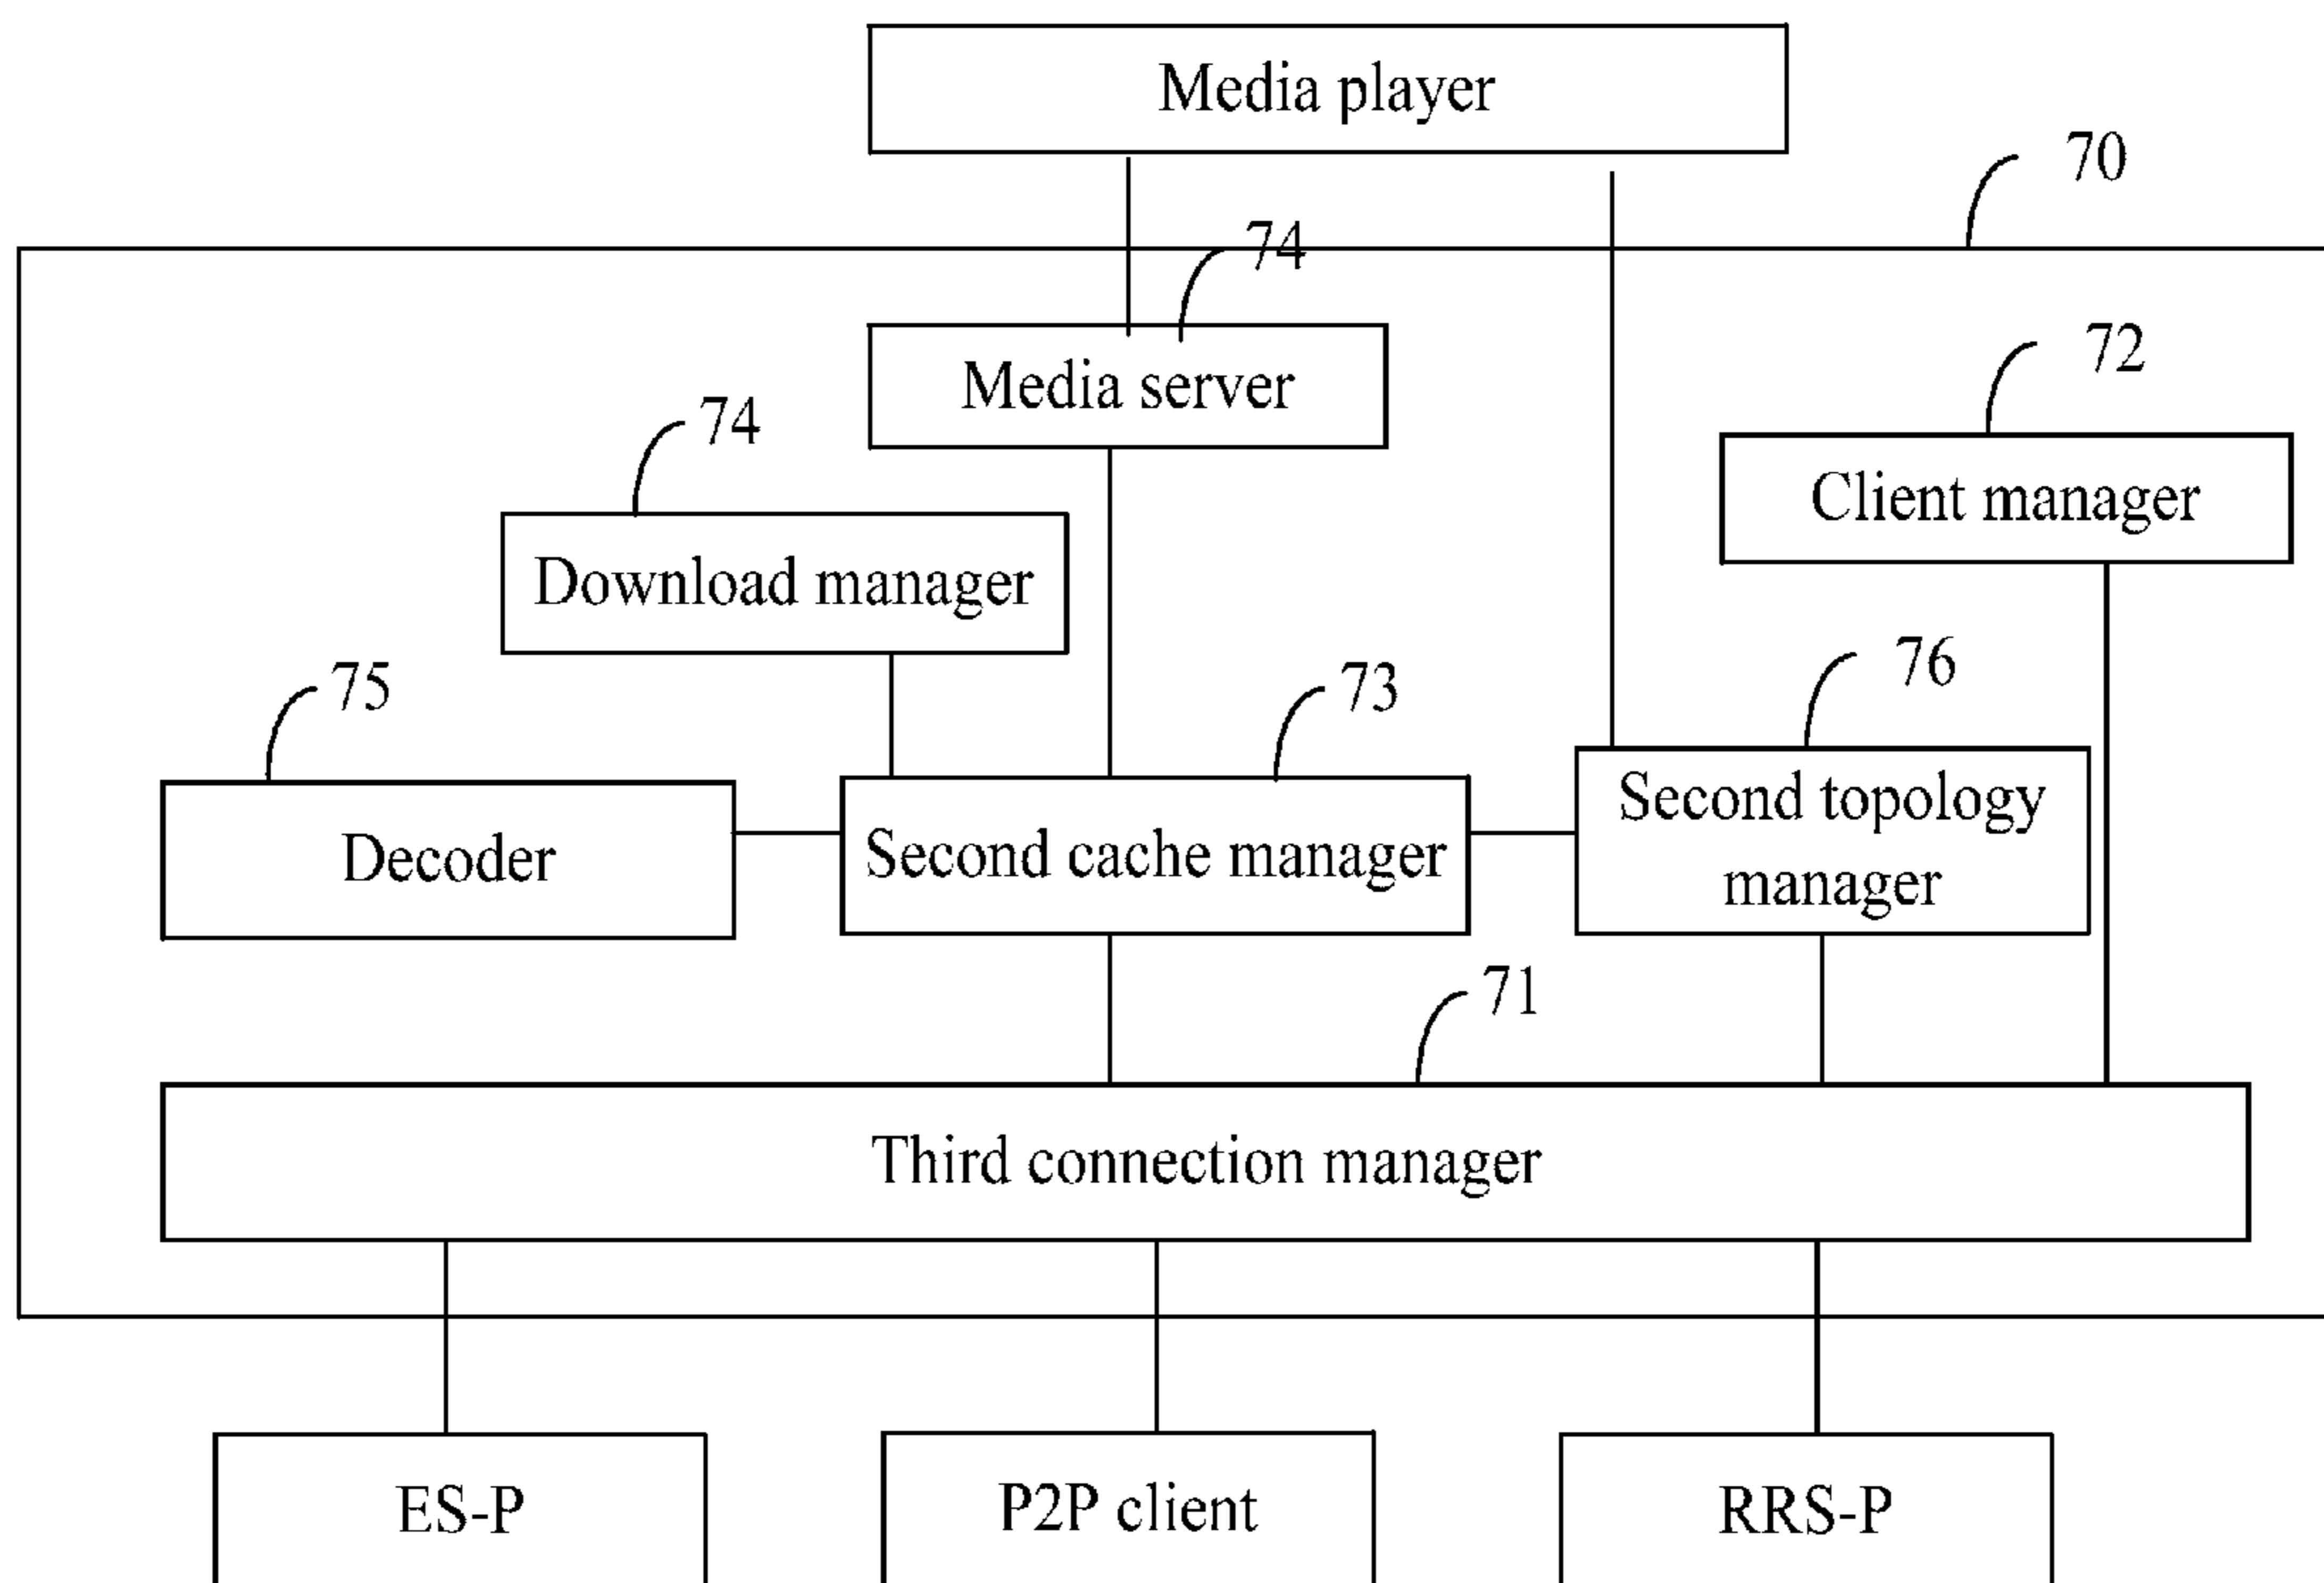 Media player
70
74
Media server
72
74
Client manager
Download manager
75
73
76
Decoder
Second cache manager
Second topology
manager
71
Third connection manager
ES-P
P2P client
RRS-P